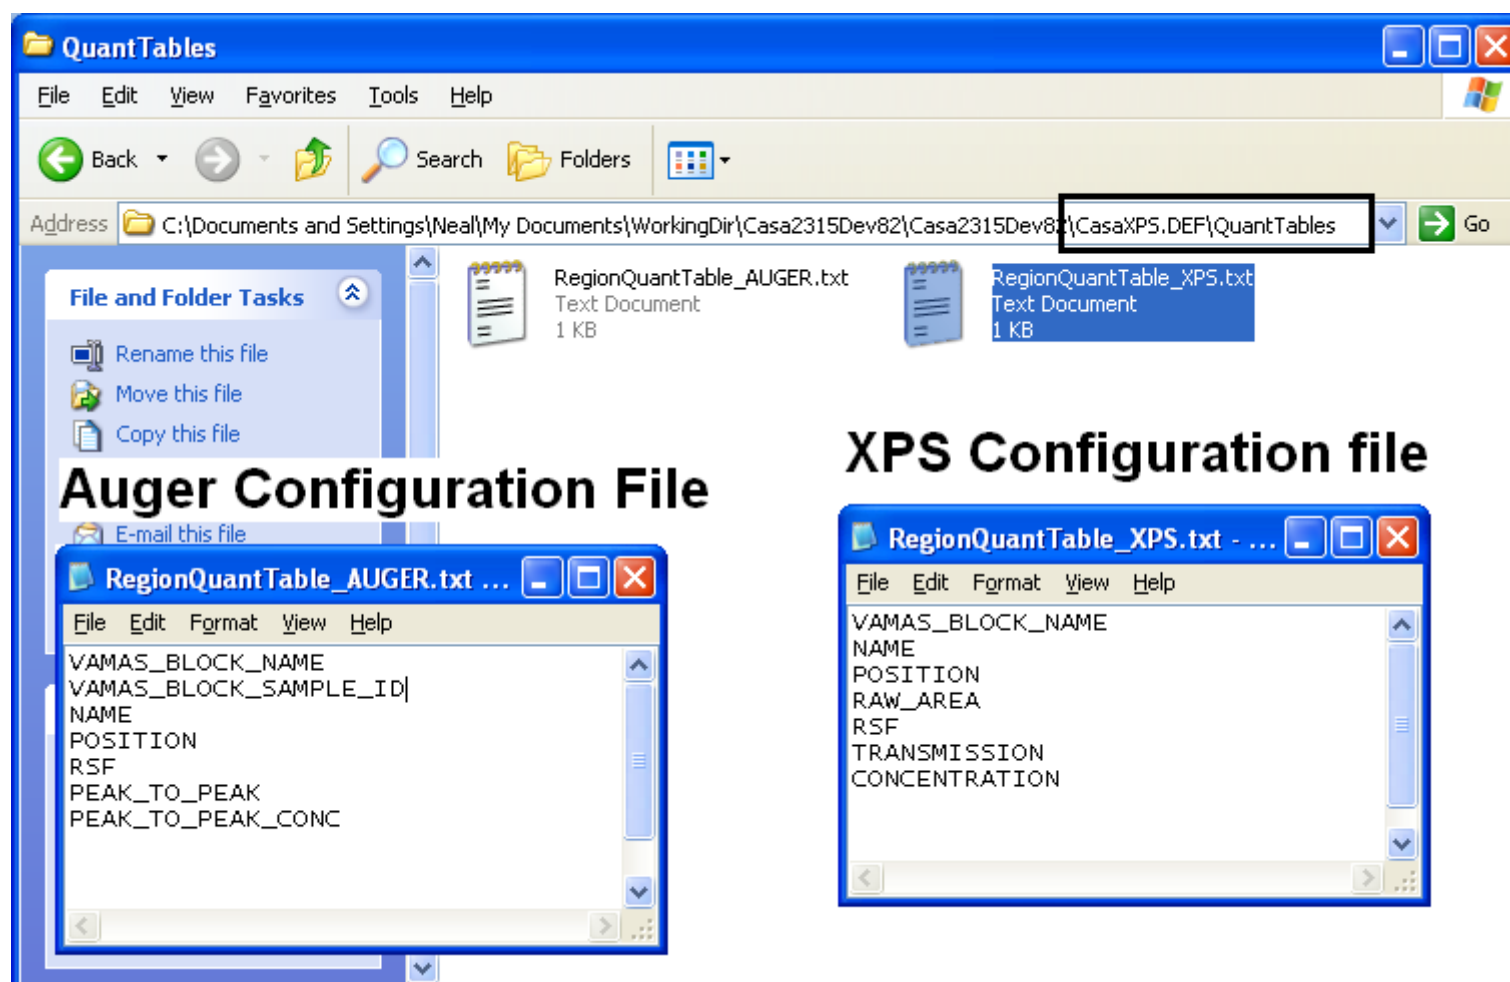 QuantTables
File Edit View Favorites Tools Help
Back Search Folders
Address C:\Documents and Settings\Neal\My Documents\WorkingDir\Casa2315Dev82\Casa2315Dev82\CasaXPS.DEF\QuantTables Go
File and Folder Tasks
Rename this file
Move this file
Copy this file
E-mail this file
RegionQuantTable_AUGER.txt
Text Document
1 KB
RegionQuantTable_XPS.txt
Text Document
1 KB
Auger Configuration File
RegionQuantTable_AUGER.txt ...
File Edit Format View Help
VAMAS_BLOCK_NAME
VAMAS_BLOCK_SAMPLE_ID
NAME
POSITION
RSF
PEAK_TO_PEAK
PEAK_TO_PEAK_CONC
XPS Configuration file
RegionQuantTable_XPS.txt - ...
File Edit Format View Help
VAMAS_BLOCK_NAME
NAME
POSITION
RAW_AREA
RSF
TRANSMISSION
CONCENTRATION